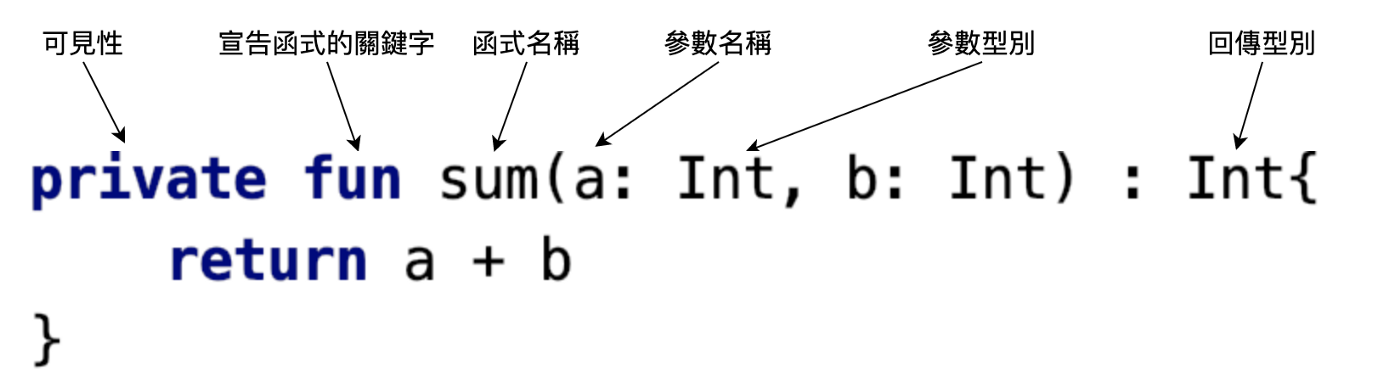 可見性 宣告函式的關鍵字 函式名稱 參數名稱 參數型別 回傳型別
private fun sum(a: Int, b: Int) : Int{
    return a + b
}